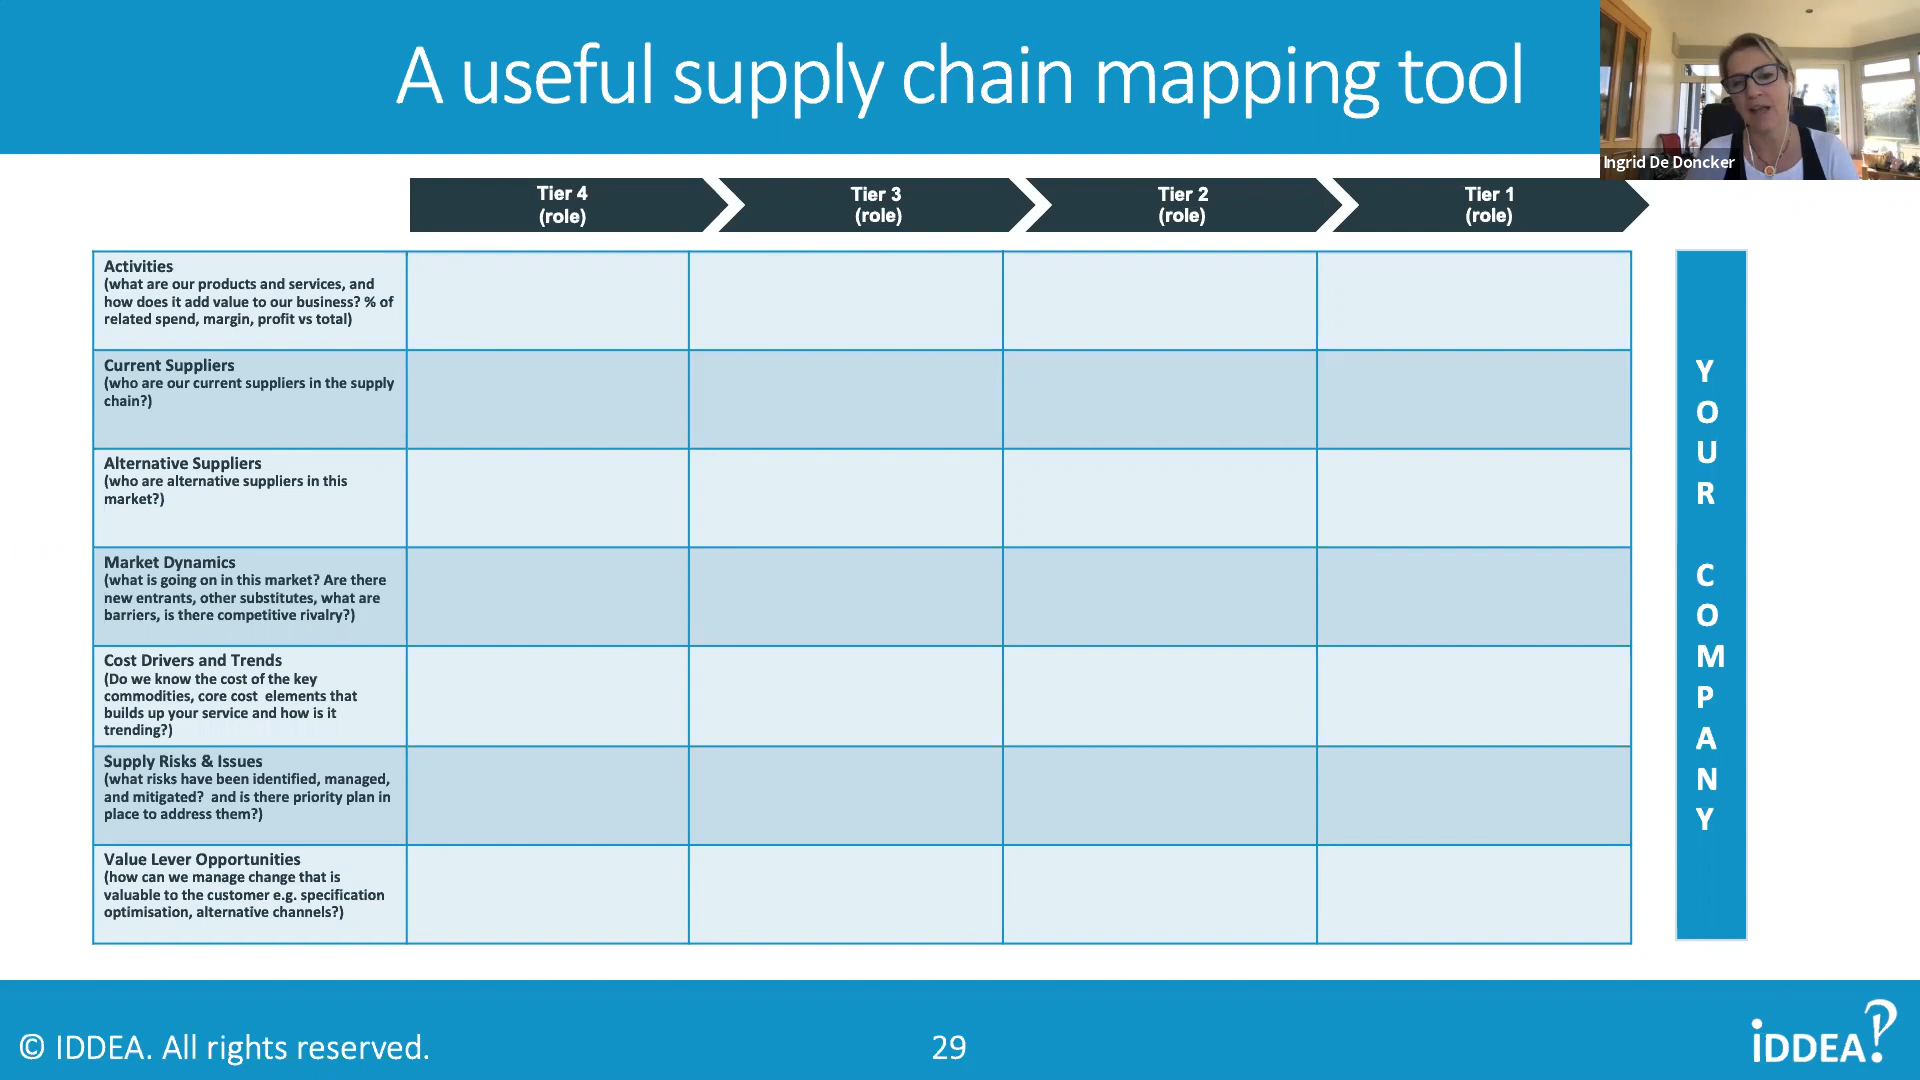 A useful supply chain mapping tool
Ingrid De Doncker
Tier 4
(role)
Tier 3
(role)
Tier 2
(role)
Tier 1
(role)
Activities
(what are our products and services, and
how does it add value to our business? % of
related spend, margin, profit vs total)
Current Suppliers
(who are our current suppliers in the supply
chain?)
Alternative Suppliers
(who are alternative suppliers in this
market?)
Market Dynamics
(what is going on in this market? Are there
new entrants, other substitutes, what are
barriers, is there competitive rivalry?)
Cost Drivers and Trends
(Do we know the cost of the key
commodities, core cost  elements that
builds up your service and how is it
trending?)
Supply Risks & Issues
(what risks have been identified, managed,
and mitigated?  and is there priority plan in
place to address them?)
Value Lever Opportunities
(how can we manage change that is
valuable to the customer e.g. specification
optimisation, alternative channels?)
Y
O
U
R
C
O
M
P
A
N
Y
© IDDEA. All rights reserved.
29
iDDEA?